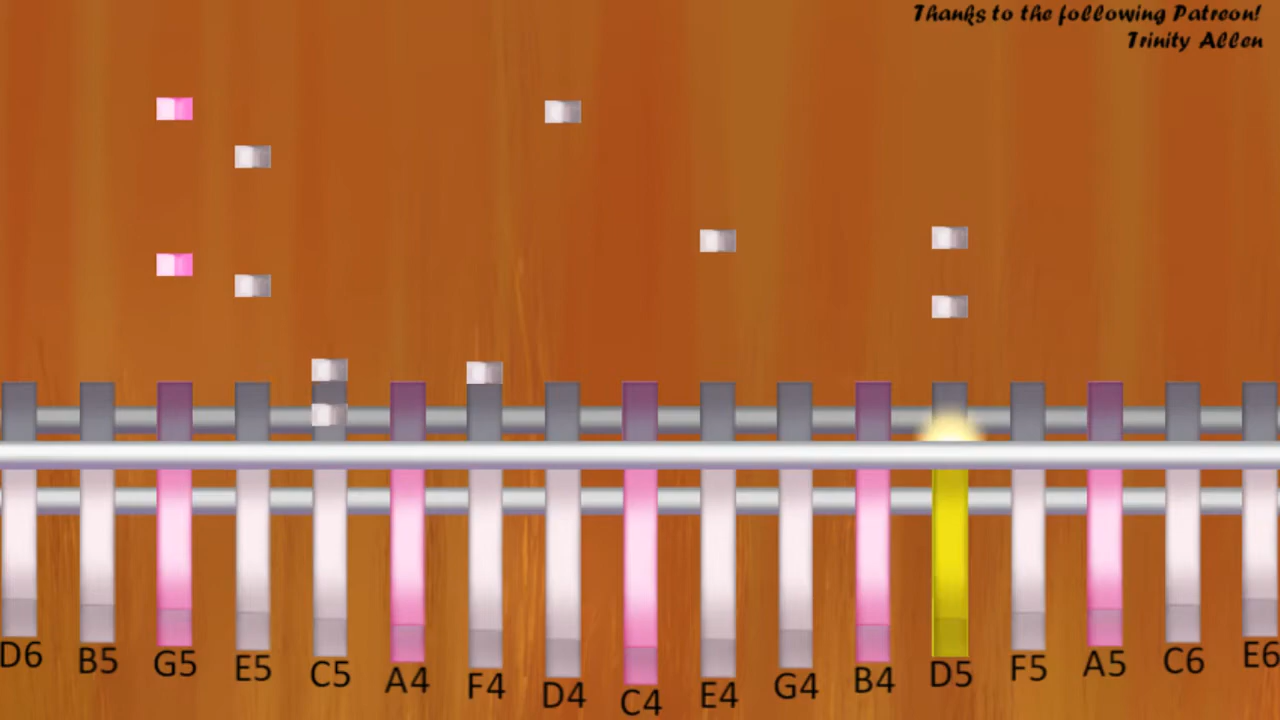 Thanks to the following Patreon!
Trinity Allen
D6 B5 G5 E5 C5 A4 F4 D4 C4 E4 G4 B4 D5 F5 A5 C6 E6